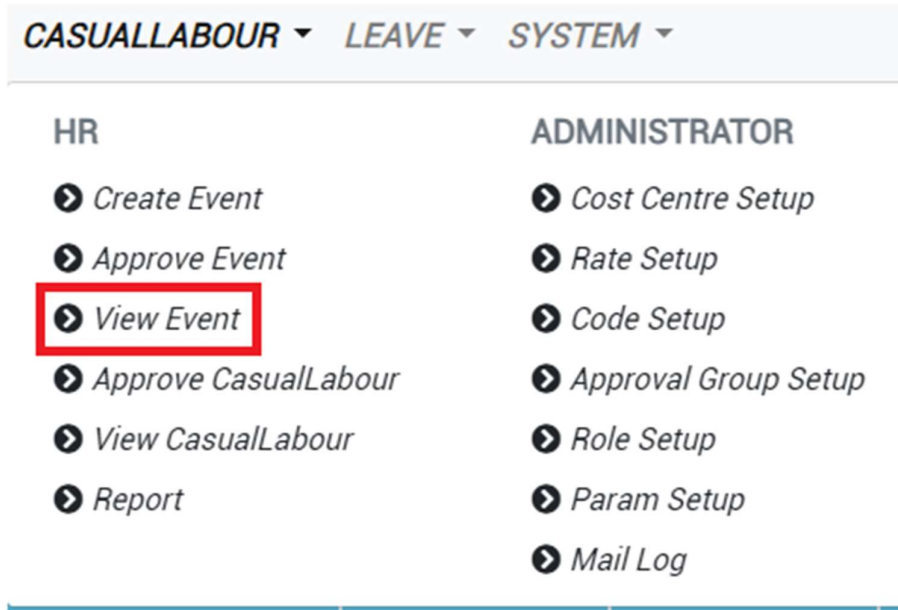 CASUALLABOUR LEAVE SYSTEM
HR
Create Event
Approve Event
View Event
Approve CasualLabour
View CasualLabour
Report
ADMINISTRATOR
Cost Centre Setup
Rate Setup
Code Setup
Approval Group Setup
Role Setup
Param Setup
Mail Log